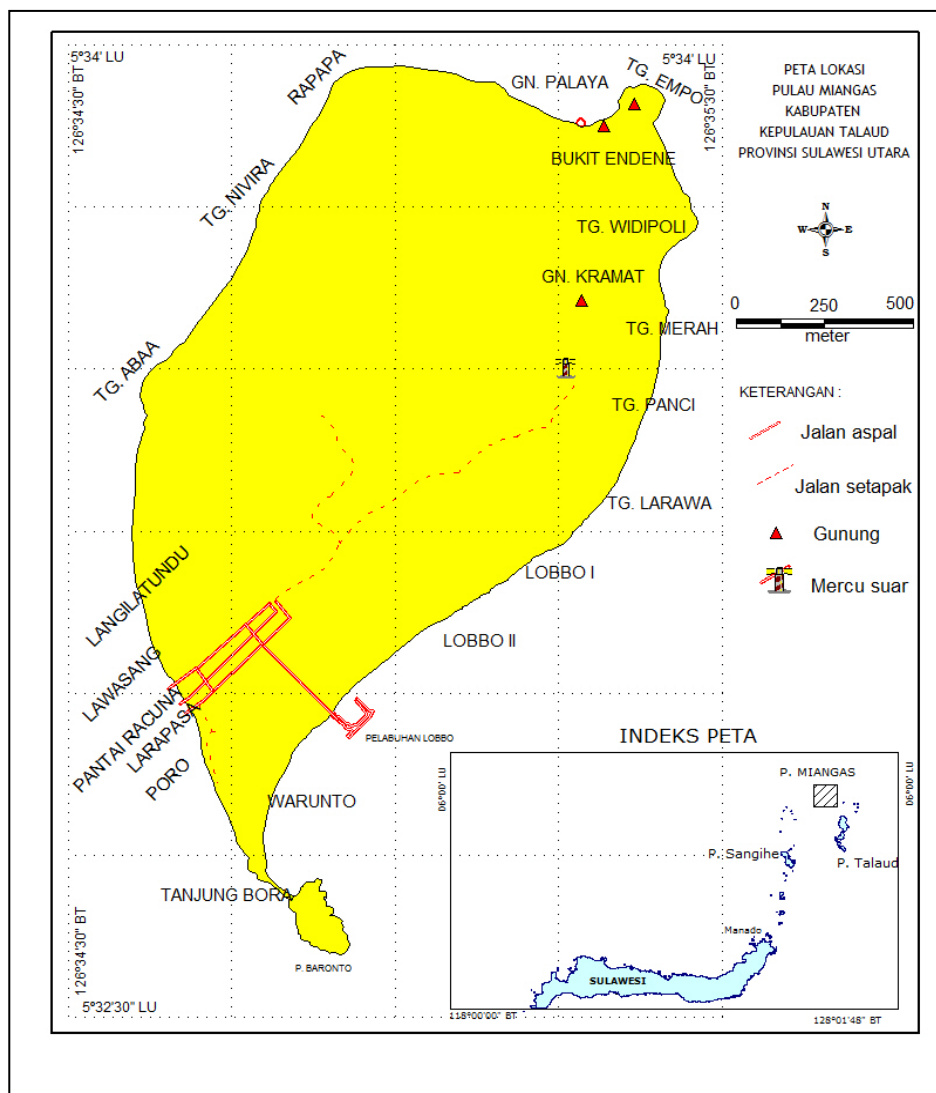 5°34' LU
126°34'30" BT
RAPAPA
GN. PALAYA
TG. EMPO
5°34' LU
126°35'30" BT
PETA LOKASI
PULAU MIANGAS
KABUPATEN
KEPULAUAN TALAUD
PROVINSI SULAWESI UTARA
BUKIT ENDENE
TG. NIVIRA
TG. WIDIPOLI
N
W E
S
GN. KRAMAT
0 250 500
meter
TG. MERAH
TG. ABAA
TG. PANCI
KETERANGAN :
Jalan aspal
Jalan setapak
Gunung
Mercu suar
TG. LARAWA
LOBBO I
LOBBO II
LANGILATUNDU
LAWASANG
PANTAI RACUNA
LARAPASA
PORO
PELABUHAN LOBBO
WARUNTO
TANJUNG BORA
P. BARONTO
126°34'30" BT
5°32'30" LU
INDEKS PETA
06°00' LU
P. MIANGAS
06°00' LU
P. Sangihe
P. Talaud
Manado
SULAWESI
118°00'00" BT
128°01'48" BT